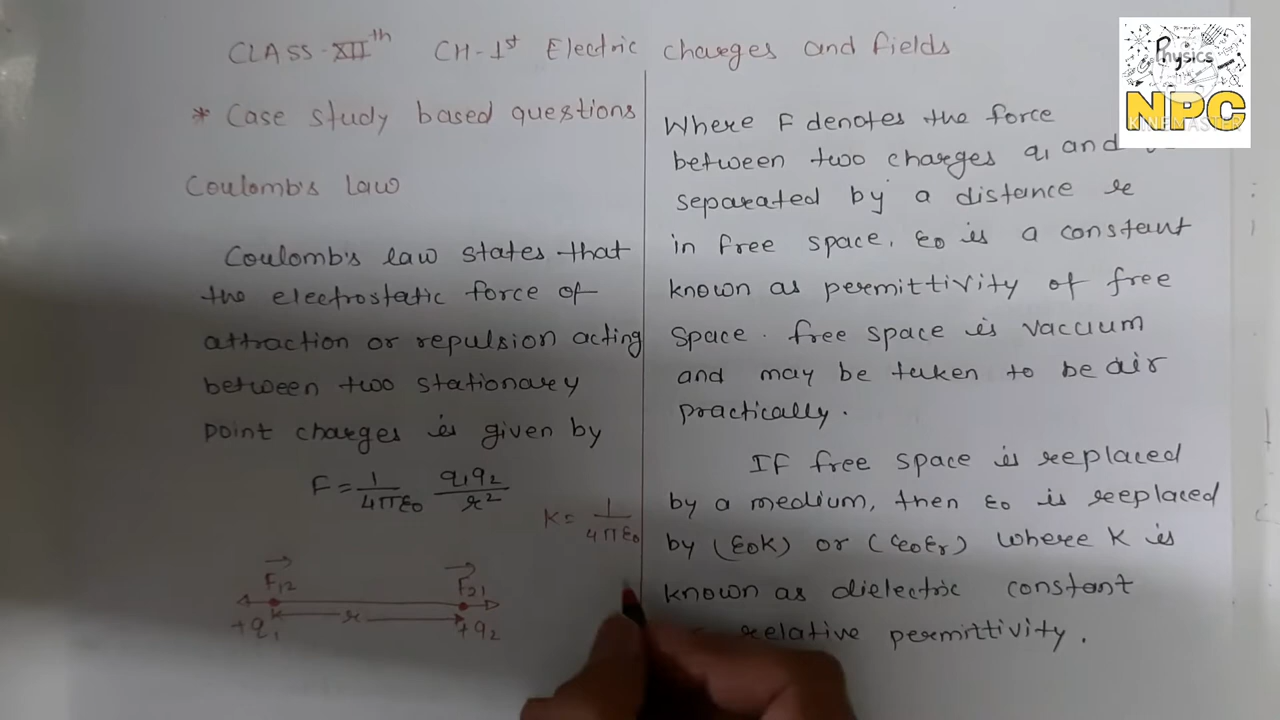 CLASS-XIIth CH-1st Electric charges and fields
* Case study based questions
Coulomb's Law
Coulomb's law states that
the electrostatic force of
attraction or repulsion acting
between two stationary
point charges is given by
F = 1/4πε0 q1q2/r²
K = 1/4πε0
F12 F21
r
+q1 +q2
Where F denotes the force
between two charges q1 and
separated by a distance r
in free space, ε0 is a constant
known as permittivity of free
space. free space is vaccum
and may be taken to be air
practically.
If free space is replaced
by a medium, then ε0 is reeplaced
by (ε0K) or (ε0εr) where K is
known as dielectric constant
relative permittivity.
Physics
NPC
KINEMASTER